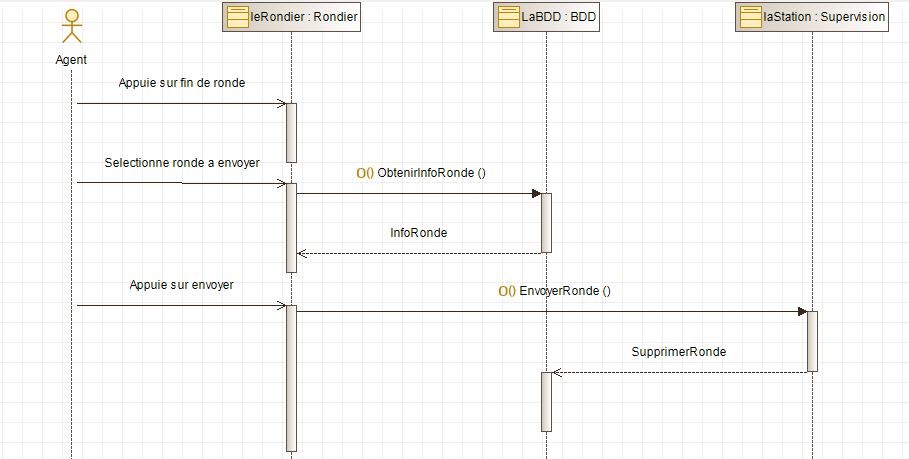 leRondier : Rondier
LaBDD : BDD
laStation : Supervision
Agent
Appuie sur fin de ronde
Selectionne ronde a envoyer
O() ObtenirInfoRonde ()
InfoRonde
Appuie sur envoyer
O() EnvoyerRonde ()
SupprimerRonde